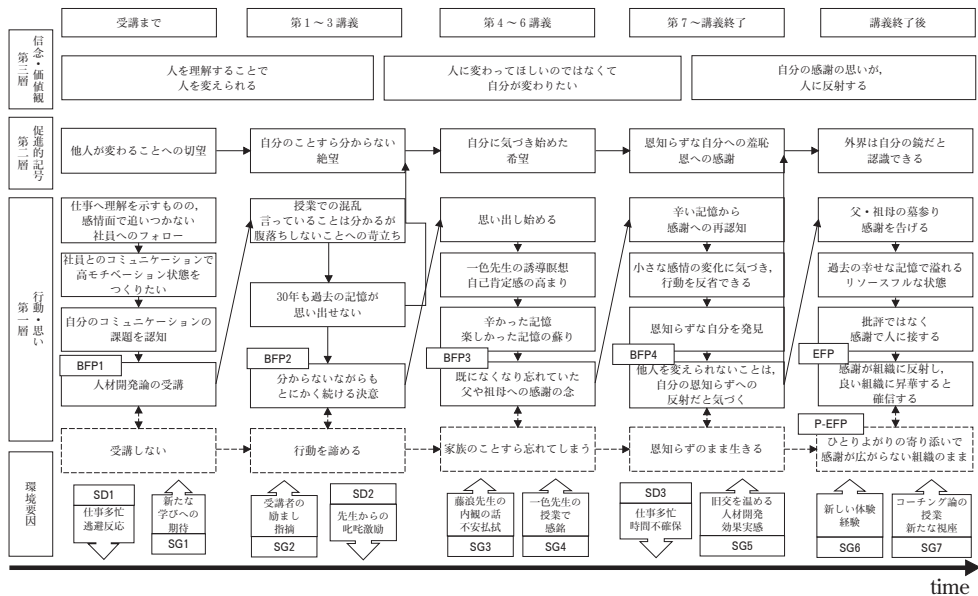 受講まで
第1～3講義
第4～6講義
第7～講義終了
講義終了後
第三層
信念・価値観
人を理解することで
人を変えられる
人に変わってほしいのではなくて
自分が変わりたい
自分の感謝の思いが,
人に反射する
第二層
促進的記号
他人が変わることへの切望
自分のことすら分からない
絶望
自分に気づき始めた
希望
恩知らずな自分への羞恥
恩への感謝
外界は自分の鏡だと
認識できる
第一層
行動・思い
仕事へ理解を示すものの,
感情面で追いつかない
社員へのフォロー
社員とのコミュニケーションで
高モチベーション状態を
つくりたい
自分のコミュニケーションの
課題を認知
BFP1
人材開発論の受講
受講しない
授業での混乱
言っていることは分かるが
腹落ちしないことへの苛立ち
30年も過去の記憶が
思い出せない
BFP2
分からないながらも
とにかく続ける決意
行動を諦める
思い出し始める
一色先生の誘導瞑想
自己肯定感の高まり
辛かった記憶
楽しかった記憶の蘇り
BFP3
既になくなり忘れていた
父や祖母への感謝の念
家族のことすら忘れてしまう
辛い記憶から
感謝への再認知
小さな感情の変化に気づき,
行動を反省できる
恩知らずな自分を発見
BFP4
他人を変えられないことは,
自分の恩知らずへの
反射だと気づく
恩知らずのまま生きる
父・祖母の墓参り
感謝を告げる
過去の幸せな記憶で溢れる
リソースフルな状態
批評ではなく
感謝で人に接する
EFP
感謝が組織に反射し,
良い組織に昇華すると
確信する
P-EFP
ひとりよがりの寄り添いで
感謝が広がらない組織のまま
環境要因
SD1
仕事多忙
逃避反応
新たな
学びへの
期待
SG1
受講者の
励まし
指摘
SG2
SD2
先生からの
叱咤激励
藤浪先生の
内観の話
不安払拭
SG3
一色先生の
授業で
感銘
SG4
SD3
仕事多忙
時間不確保
旧交を温める
人材開発
効果実感
SG5
新しい体験
経験
SG6
コーチング論の
授業
新たな視座
SG7
time